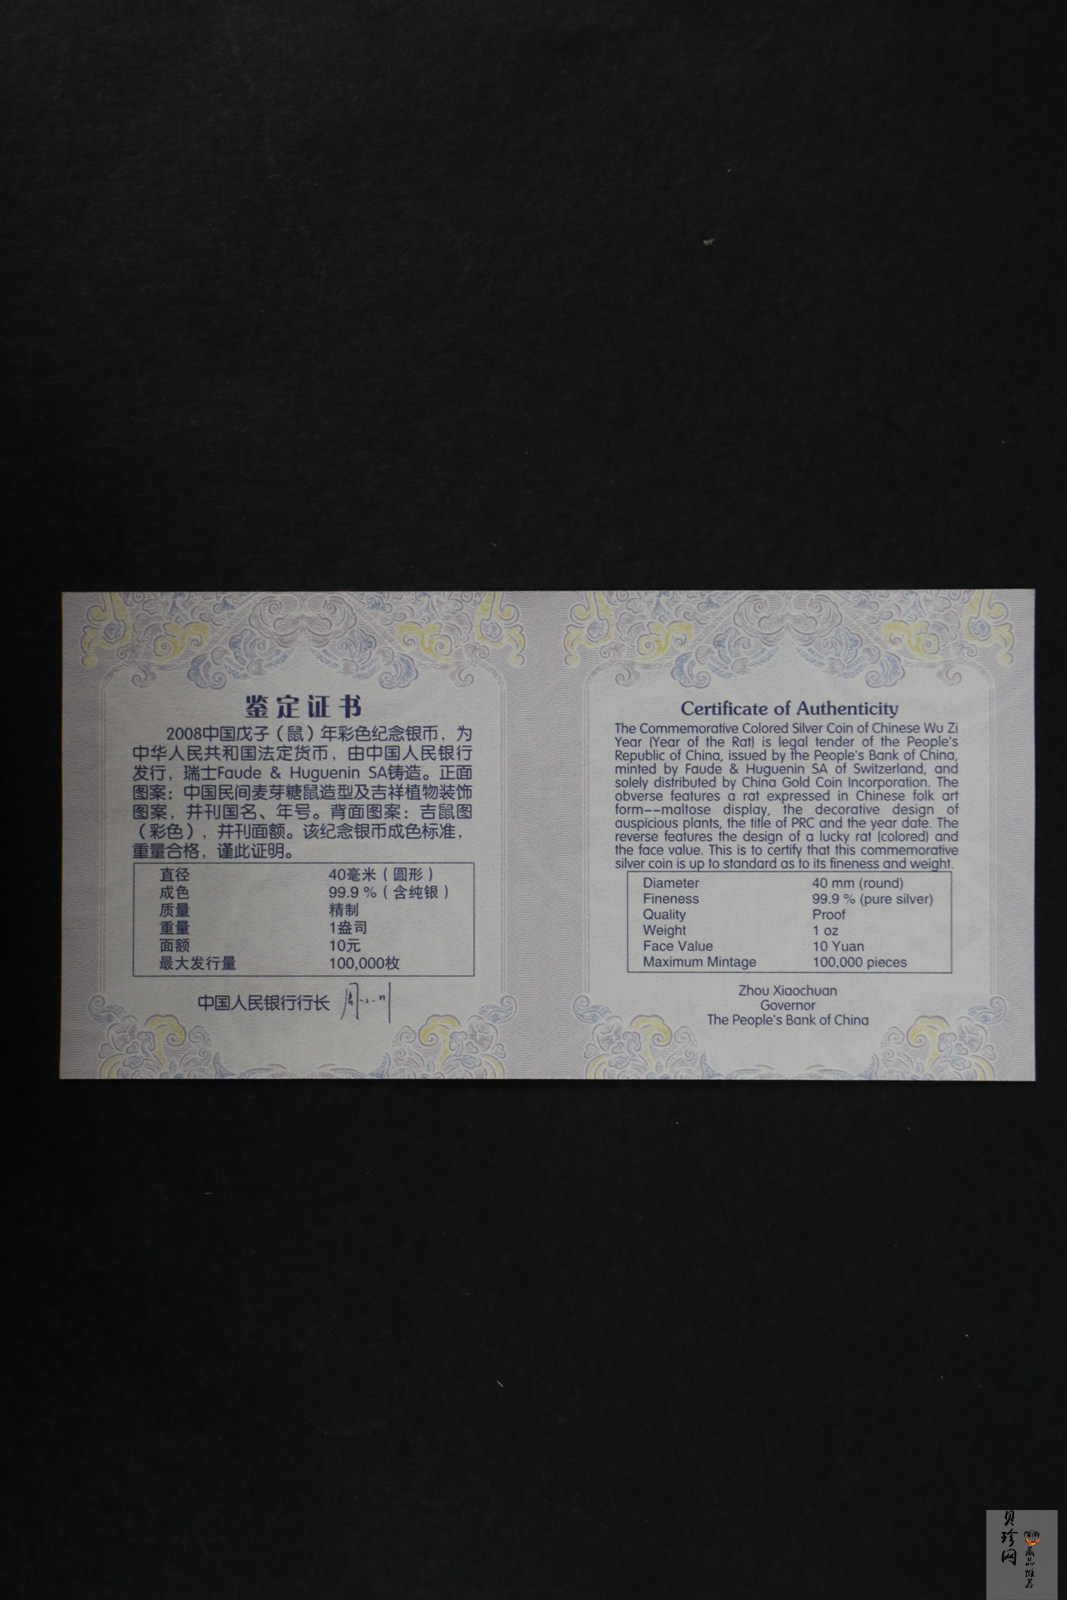 鉴定证书
2008中国戊子（鼠）年彩色纪念银币，为
中华人民共和国法定货币，由中国人民银行
发行，瑞士Faude & Huguenin SA铸造。正面
图案：中国民间麦芽糖鼠造型及吉祥植物装饰
图案，并刊国名、年号。背面图案：吉鼠图
（彩色），并刊面额。该纪念银币成色标准，
重量合格，谨此证明。
直径 40毫米（圆形）
成色 99.9 %（含纯银）
质量 精制
重量 1盎司
面额 10元
最大发行量 100,000枚
中国人民银行行长
Certificate of Authenticity
The Commemorative Colored Silver Coin of Chinese Wu Zi
Year (Year of the Rat) is legal tender of the People's
Republic of China, issued by the People's Bank of China,
minted by Faude & Huguenin SA of Switzerland, and
solely distributed by China Gold Coin Incorporation. The
obverse features a rat expressed in Chinese folk art
form--maltose display, the decorative design of
auspicious plants, the title of PRC and the year date. The
reverse features the design of a lucky rat (colored) and
the face value. This is to certify that this commemorative
silver coin is up to standard as to its fineness and weight.
Diameter 40 mm (round)
Fineness 99.9 % (pure silver)
Quality Proof
Weight 1 oz
Face Value 10 Yuan
Maximum Mintage 100,000 pieces
Zhou Xiaochuan
Governor
The People's Bank of China
贝珍网
藏品推荐